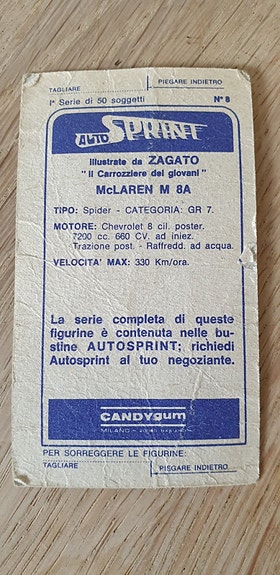 TAGLIARE PIEGARE INDIETRO
Iª Serie di 50 soggetti N° 8
AUTO SPRINT
Illustrate da ZAGATO
"Il Carrozziere dei giovani"
McLAREN M 8A
TIPO: Spider - CATEGORIA: GR 7.
MOTORE: Chevrolet 8 cil. poster.
7200 cc. 660 CV. ad iniez.
Trazione post. - Raffredd. ad acqua.
VELOCITA' MAX: 330 Km/ora.
La serie completa di queste
figurine è contenuta nelle bu-
stine AUTOSPRINT; richiedi
Autosprint al tuo negoziante.
CANDYgum
MILANO
PER SORREGGERE LE FIGURINE:
TAGLIARE PIEGARE INDIETRO